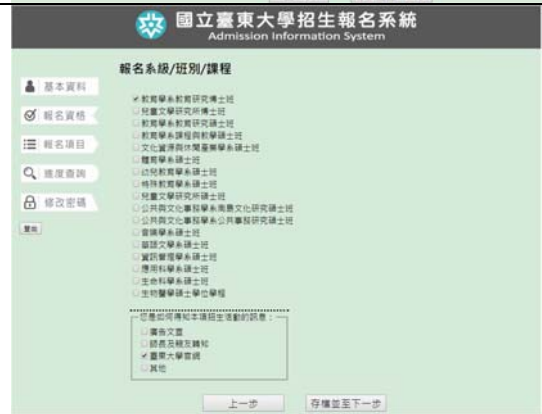 國立臺東大學招生報名系統
Admission Information System
報名系級/班別/課程
基本資料
報名資格
報名項目
進度查詢
修改密碼
登出
教育學系教育研究博士班
兒童文學研究所博士班
教育學系教育研究碩士班
教育學系課程與教學碩士班
文化資源與休閒產業學系碩士班
體育學系碩士班
幼兒教育學系碩士班
特殊教育學系碩士班
兒童文學研究所碩士班
公共與文化事務學系南島文化研究碩士班
公共與文化事務學系公共事務研究碩士班
音樂學系碩士班
華語文學系碩士班
資訊管理學系碩士班
應用科學系碩士班
生命科學系碩士班
生物醫學碩士學位學程
您是如何得知本項招生活動的訊息：
廣告文宣
師長及親友轉知
臺東大學官網
其他
上一步
存檔並至下一步